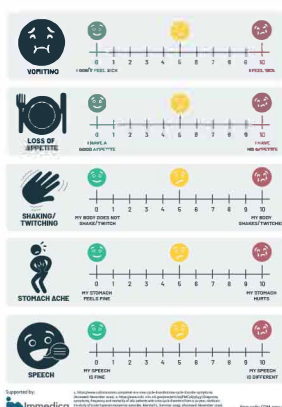 VOMITING
0 1 2 3 4 5 6 7 8 9 10
I DON'T FEEL SICK
I FEEL SICK
LOSS OF
APPETITE
0 1 2 3 4 5 6 7 8 9 10
I HAVE A
GOOD APPETITE
I HAVE
NO APPETITE
SHAKING/
TWITCHING
0 1 2 3 4 5 6 7 8 9 10
MY BODY DOES NOT
SHAKE/TWITCH
MY BODY
SHAKES/TWITCHES
STOMACH ACHE
0 1 2 3 4 5 6 7 8 9 10
MY STOMACH
FEELS FINE
MY STOMACH
HURTS
SPEECH
0 1 2 3 4 5 6 7 8 9 10
MY SPEECH
IS FINE
MY SPEECH
IS DIFFERENT
Supported by:
Immedica